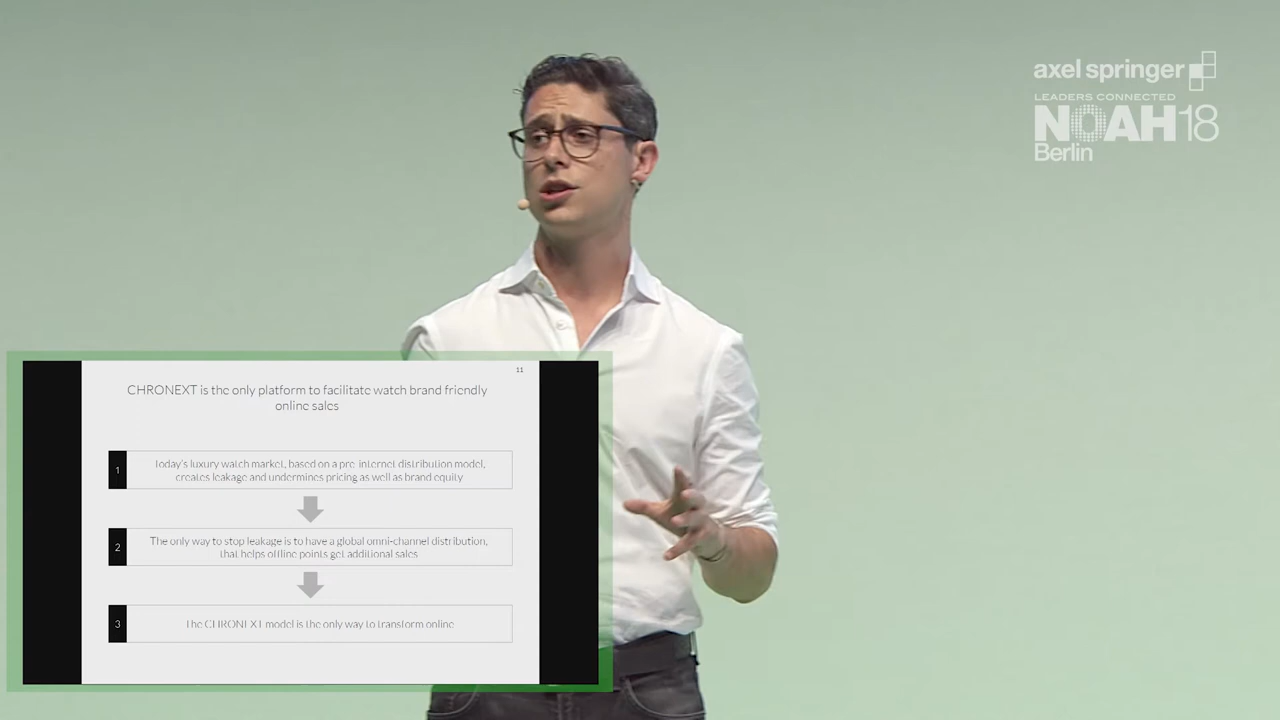 axel springer
LEADERS CONNECTED
NOAH18
Berlin
11
CHRONEXT is the only platform to facilitate watch brand friendly
online sales
1
Today's luxury watch market, based on a pre-internet distribution model,
creates leakage and undermines pricing as well as brand equity
2
The only way to stop leakage is to have a global omni-channel distribution,
that helps offline points get additional sales
3
The CHRONEXT model is the only way to transform online